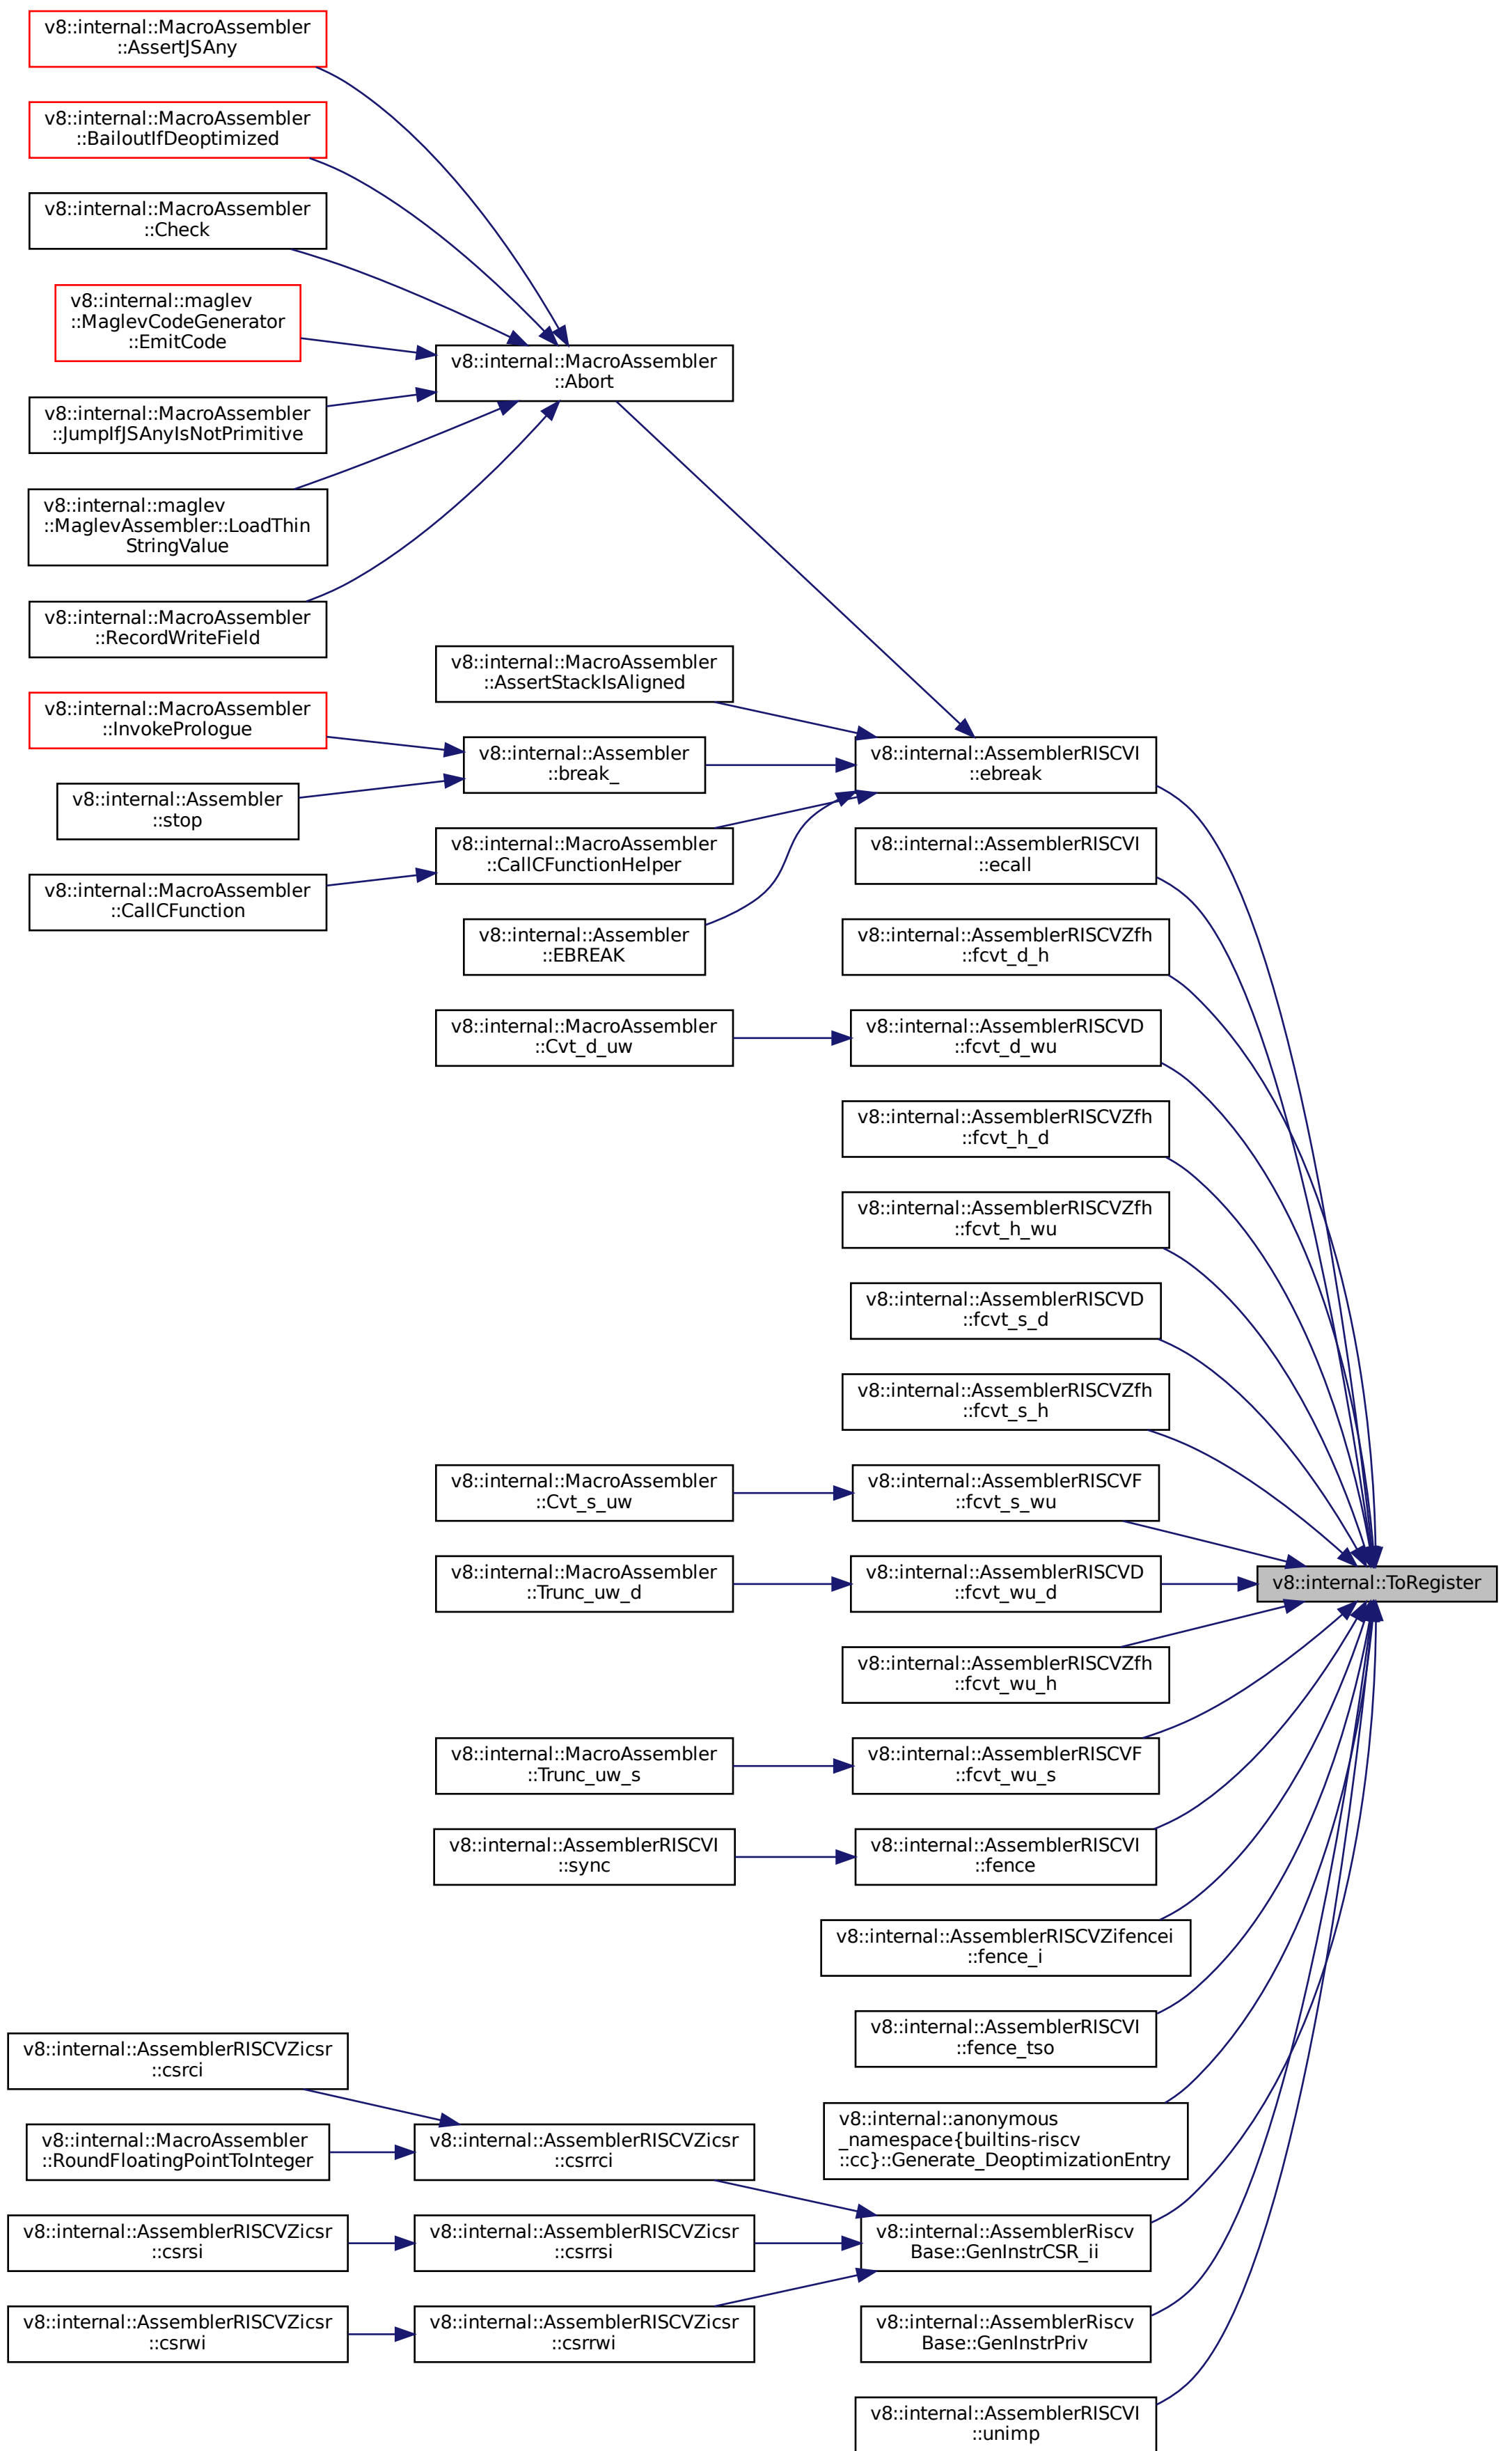 v8::internal::MacroAssembler
::AssertJSAny
v8::internal::MacroAssembler
::BailoutIfDeoptimized
v8::internal::MacroAssembler
::Check
v8::internal::maglev
::MaglevCodeGenerator
::EmitCode
v8::internal::MacroAssembler
::JumpIfJSAnyIsNotPrimitive
v8::internal::maglev
::MaglevAssembler::LoadThin
StringValue
v8::internal::MacroAssembler
::RecordWriteField
v8::internal::MacroAssembler
::InvokePrologue
v8::internal::Assembler
::stop
v8::internal::MacroAssembler
::CallCFunction
v8::internal::AssemblerRISCVZicsr
::csrci
v8::internal::MacroAssembler
::RoundFloatingPointToInteger
v8::internal::AssemblerRISCVZicsr
::csrsi
v8::internal::AssemblerRISCVZicsr
::csrwi
v8::internal::MacroAssembler
::Abort
v8::internal::MacroAssembler
::AssertStackIsAligned
v8::internal::Assembler
::break_
v8::internal::MacroAssembler
::CallCFunctionHelper
v8::internal::Assembler
::EBREAK
v8::internal::MacroAssembler
::Cvt_d_uw
v8::internal::MacroAssembler
::Cvt_s_uw
v8::internal::MacroAssembler
::Trunc_uw_d
v8::internal::MacroAssembler
::Trunc_uw_s
v8::internal::AssemblerRISCVI
::sync
v8::internal::AssemblerRISCVZicsr
::csrrci
v8::internal::AssemblerRISCVZicsr
::csrrsi
v8::internal::AssemblerRISCVZicsr
::csrrwi
v8::internal::AssemblerRISCVI
::ebreak
v8::internal::AssemblerRISCVI
::ecall
v8::internal::AssemblerRISCVZfh
::fcvt_d_h
v8::internal::AssemblerRISCVD
::fcvt_d_wu
v8::internal::AssemblerRISCVZfh
::fcvt_h_d
v8::internal::AssemblerRISCVZfh
::fcvt_h_wu
v8::internal::AssemblerRISCVD
::fcvt_s_d
v8::internal::AssemblerRISCVZfh
::fcvt_s_h
v8::internal::AssemblerRISCVF
::fcvt_s_wu
v8::internal::AssemblerRISCVD
::fcvt_wu_d
v8::internal::AssemblerRISCVZfh
::fcvt_wu_h
v8::internal::AssemblerRISCVF
::fcvt_wu_s
v8::internal::AssemblerRISCVI
::fence
v8::internal::AssemblerRISCVZifencei
::fence_i
v8::internal::AssemblerRISCVI
::fence_tso
v8::internal::anonymous
_namespace{builtins-riscv
::cc}::Generate_DeoptimizationEntry
v8::internal::AssemblerRiscv
Base::GenInstrCSR_ii
v8::internal::AssemblerRiscv
Base::GenInstrPriv
v8::internal::AssemblerRISCVI
::unimp
v8::internal::ToRegister